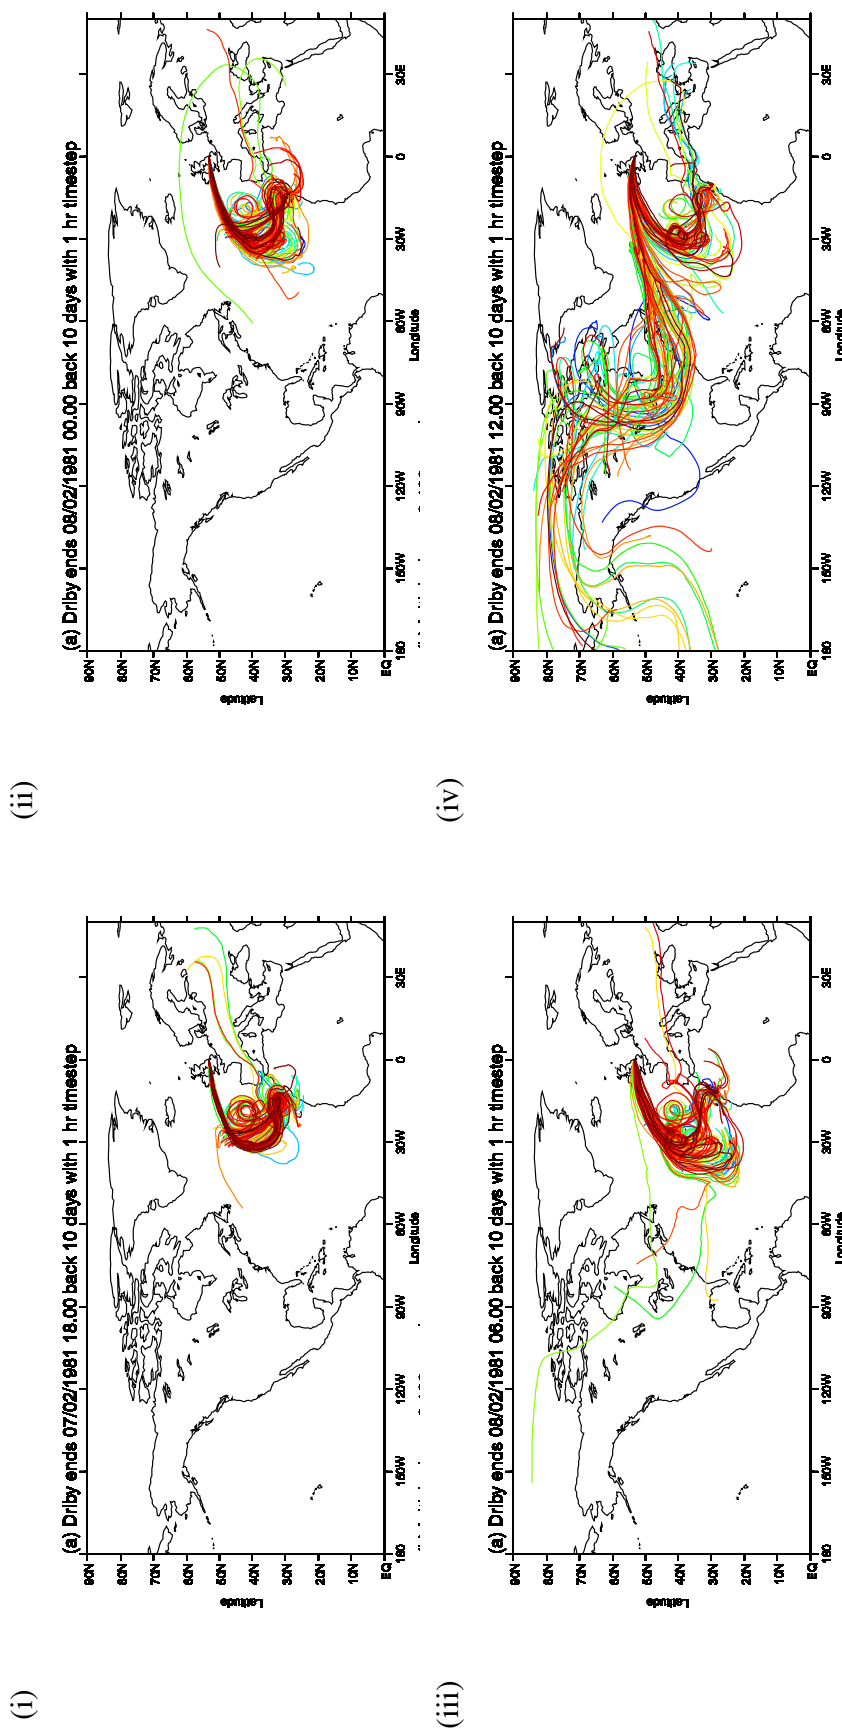 (i)
(a) Driby ends 07/02/1981 18.00 back 10 days with 1 hr timestep
90N
80N
70N
60N
50N
40N
30N
20N
10N
EQ
Latitude
180
150W
120W
90W
60W
30W
0
30E
Longitude
(ii)
(a) Driby ends 08/02/1981 00.00 back 10 days with 1 hr timestep
90N
80N
70N
60N
50N
40N
30N
20N
10N
EQ
Latitude
180
150W
120W
90W
60W
30W
0
30E
Longitude
(iii)
(a) Driby ends 08/02/1981 06.00 back 10 days with 1 hr timestep
90N
80N
70N
60N
50N
40N
30N
20N
10N
EQ
Latitude
180
150W
120W
90W
60W
30W
0
30E
Longitude
(iv)
(a) Driby ends 08/02/1981 12.00 back 10 days with 1 hr timestep
90N
80N
70N
60N
50N
40N
30N
20N
10N
EQ
Latitude
180
150W
120W
90W
60W
30W
0
30E
Longitude